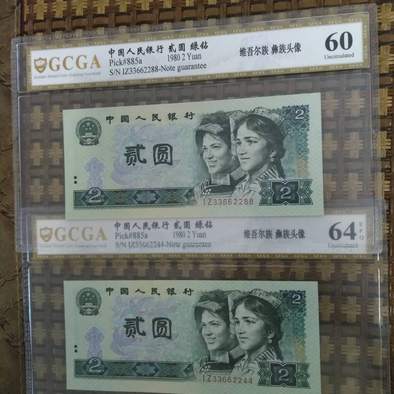 GCGA
中国人民银行 贰圆 绿钻
Pick#885a 1980 2 Yuan
S/N IZ33662288-Note guarantee
维吾尔族 彝族头像
60
Uncirculated
中国人民银行
贰圆
2
2
IZ33662288
GCGA
中国人民银行 贰圆 绿钻
Pick#885a 1980 2 Yuan
S/N IZ33662244-Note guarantee
维吾尔族 彝族头像
64
EPQ
Uncirculated
中国人民银行
2
贰圆
2
2
IZ33662244